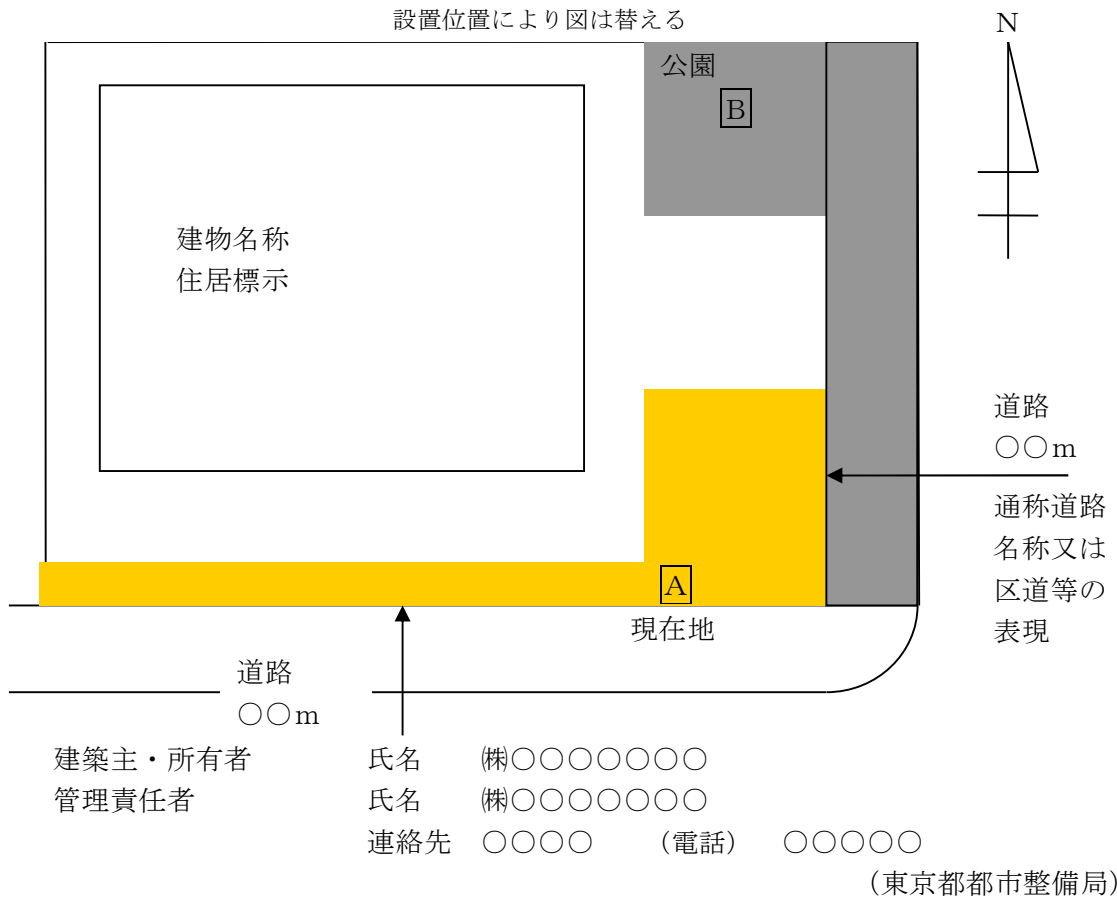 設置位置により図は替える
N
公園
B
建物名称
住居標示
道路
○○m
通称道路
名称又は
区道等の
表現
A
現在地
道路
○○m
建築主・所有者 氏名 ㈱○○○○○○○
管理責任者 氏名 ㈱○○○○○○○
連絡先 ○○○○ （電話） ○○○○○
（東京都都市整備局）